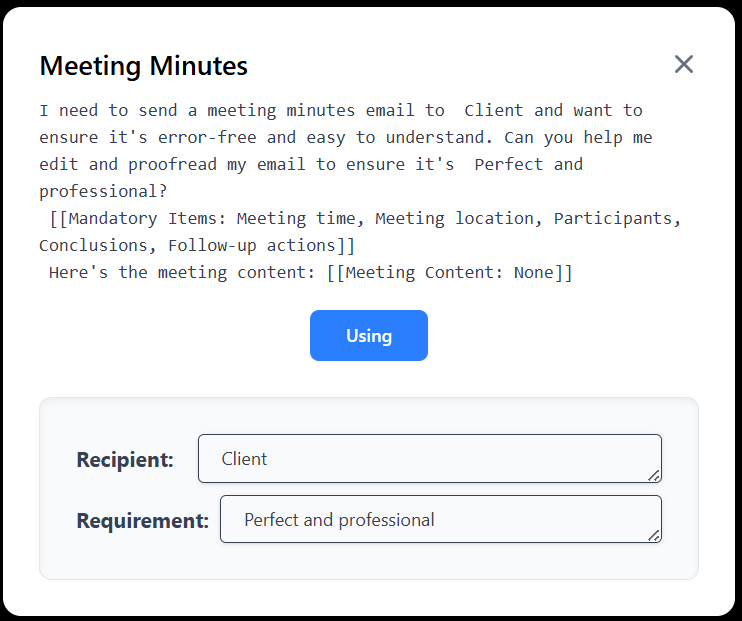 Meeting Minutes
I need to send a meeting minutes email to  Client and want to
ensure it's error-free and easy to understand. Can you help me
edit and proofread my email to ensure it's  Perfect and
professional?
[[Mandatory Items: Meeting time, Meeting location, Participants,
Conclusions, Follow-up actions]]
Here's the meeting content: [[Meeting Content: None]]
Using
Recipient: Client
Requirement: Perfect and professional